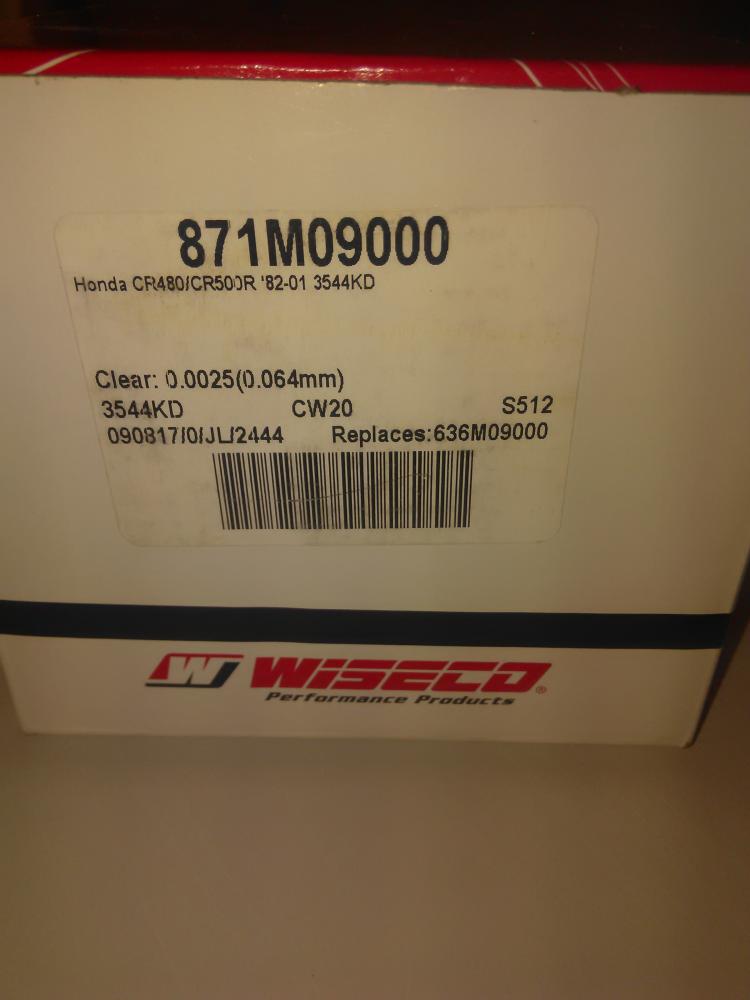 871M09000
Honda CR480/CR500R '82-01 3544KD
Clear: 0.0025(0.064mm)
3544KD CW20 S512
090817/0/JL/2444 Replaces:636M09000
W WISECO®
Performance Products